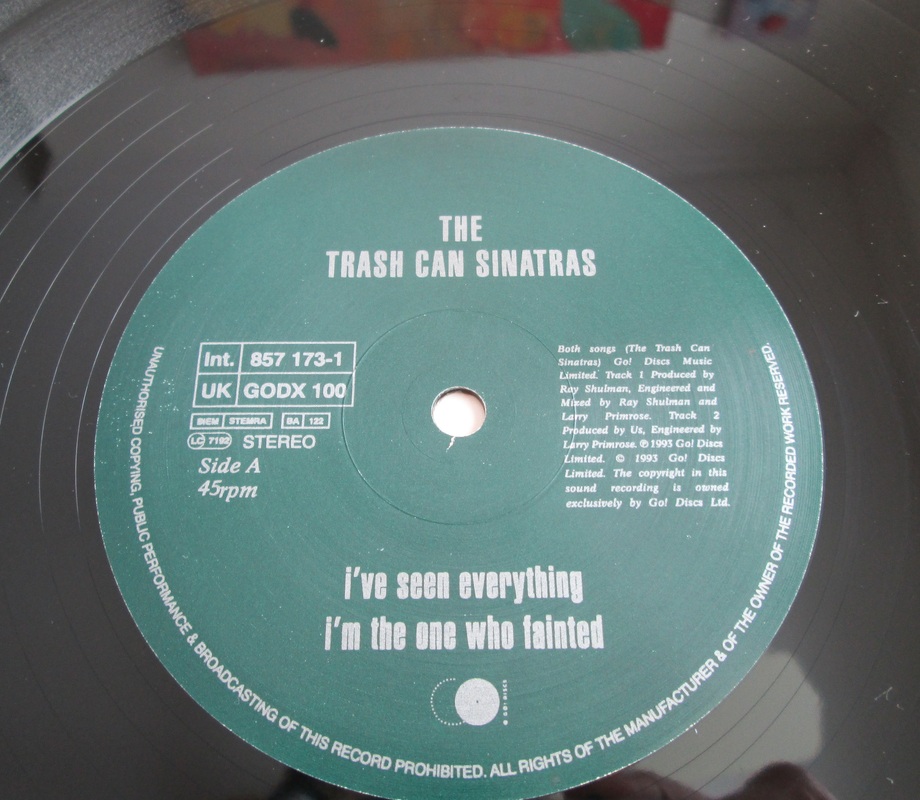 THE
TRASH CAN SINATRAS
Int. 857 173-1
UK GODX 100
BIEM STEMRA BA 122
LC 7192 STEREO
Side A
45rpm
Both songs (The Trash Can
Sinatras) Go! Discs Music
Limited. Track 1 Produced by
Ray Shulman, Engineered and
Mixed by Ray Shulman and
Larry Primrose. Track 2
Produced by Us, Engineered by
Larry Primrose. ℗ 1993 Go! Discs
Limited. © 1993 Go! Discs
Limited. The copyright in this
sound recording is owned
exclusively by Go! Discs Ltd.
i've seen everything
i'm the one who fainted
GO! DISCS
UNAUTHORISED COPYING, PUBLIC PERFORMANCE & BROADCASTING OF THIS RECORD PROHIBITED. ALL RIGHTS OF THE MANUFACTURER & OF THE OWNER OF THE RECORDED WORK RESERVED.